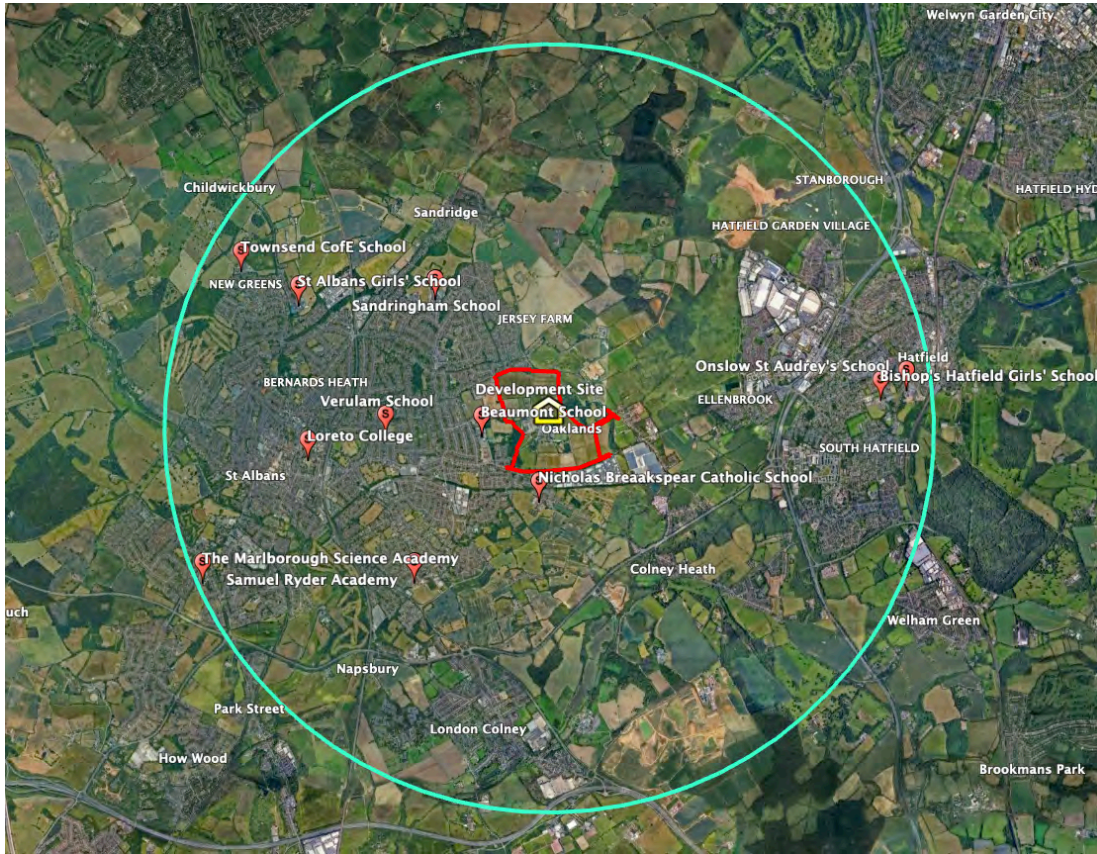 Welwyn Garden City
STANBOROUGH
Childwickbury
HATFIELD HYD
Sandridge
HATFIELD GARDEN VILLAGE
Townsend CofE School
NEW GREENS
St Albans Girls' School
Sandringham School
JERSEY FARM
Hatfield
Onslow St Audrey's School
Bishop's Hatfield Girls' School
BERNARDS HEATH
Development Site
Verulam School
ELLENBROOK
Beaumont School
Oaklands
Loreto College
SOUTH HATFIELD
St Albans
Nicholas Breaakspear Catholic School
The Marlborough Science Academy
Samuel Ryder Academy
Colney Heath
uch
Welham Green
Napsbury
Park Street
London Colney
How Wood
Brookmans Park